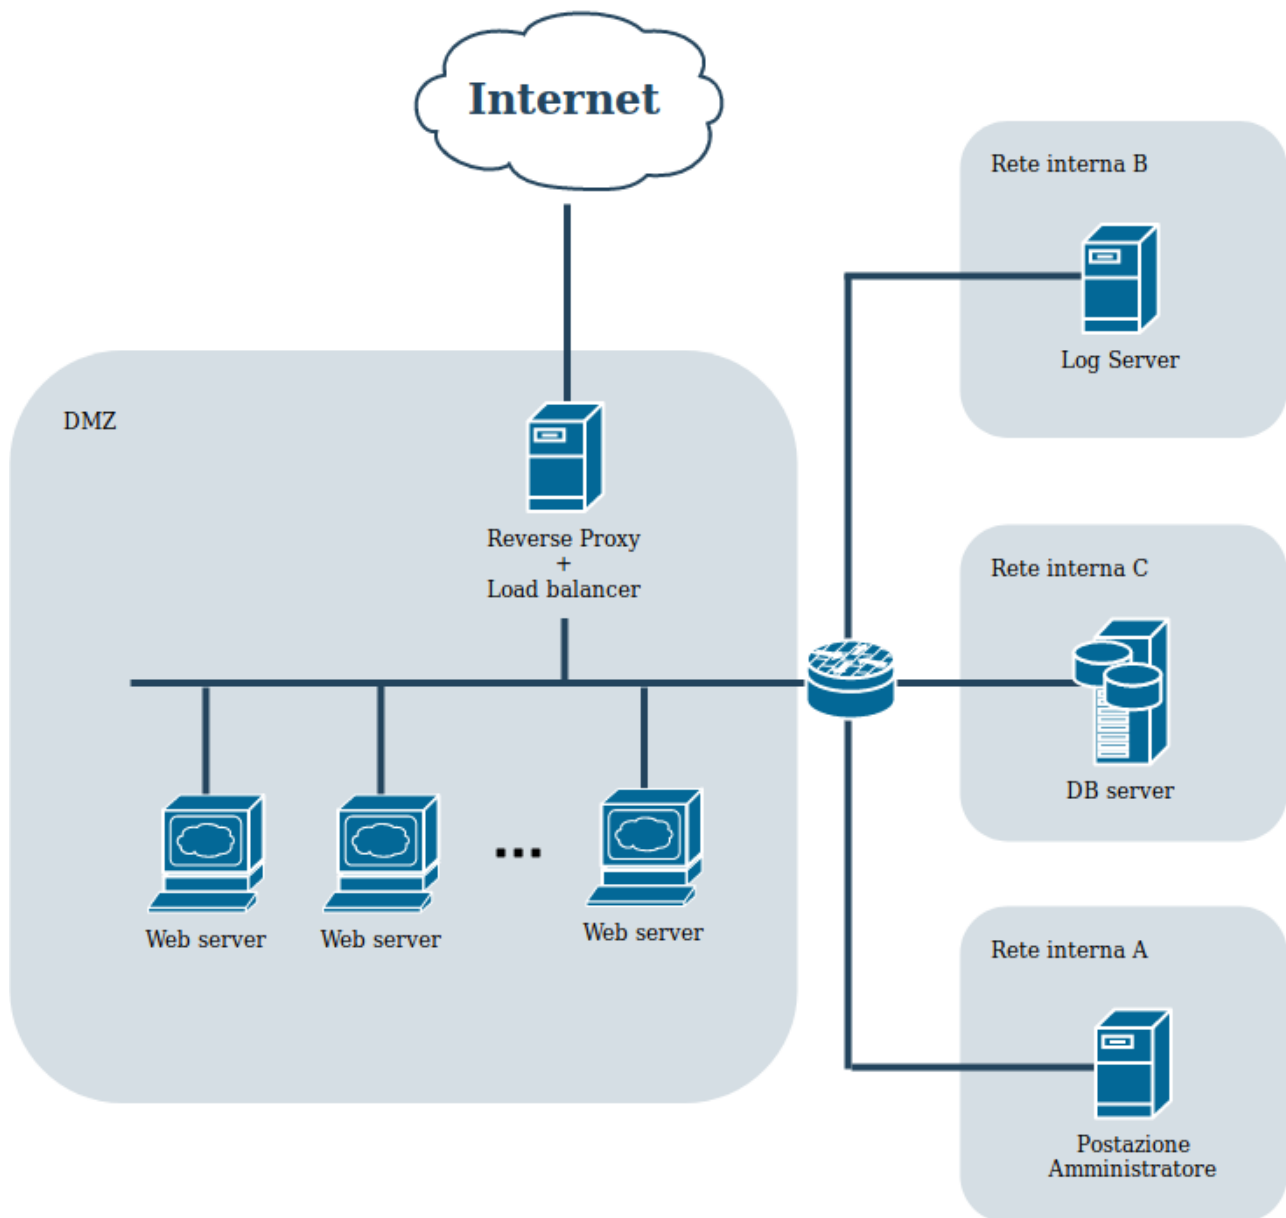 Internet
Rete interna B
Log Server
DMZ
Reverse Proxy
+
Load balancer
Rete interna C
DB server
Web server
Web server
...
Web server
Rete interna A
Postazione
Amministratore